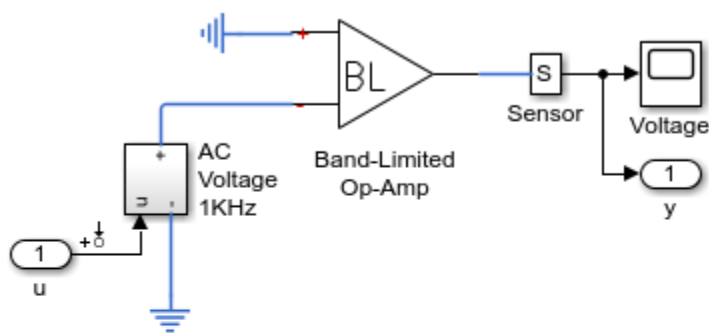 +
BL
-
S
Sensor
Voltage
Band-Limited
Op-Amp
1
y
+
u
-
AC
Voltage
1KHz
+
1
u